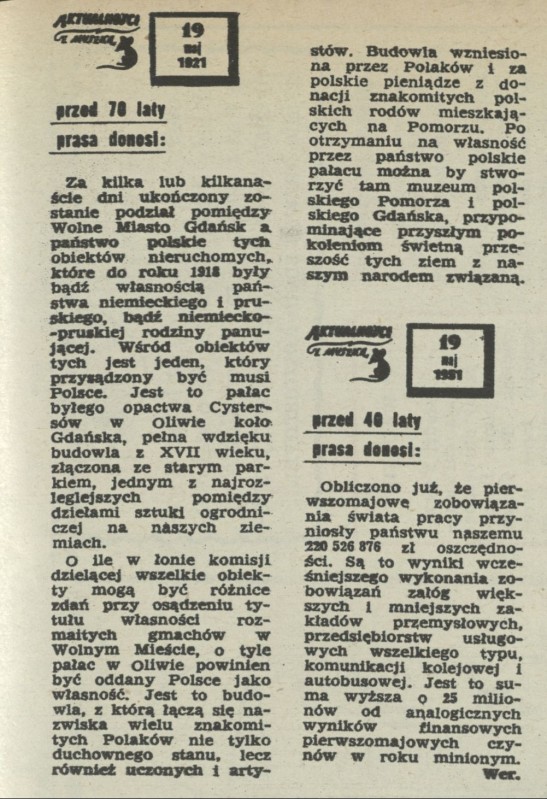 AKTUALNOŚCI
z MYSZKĄ
19
maj
1921
przed 70 laty
prasa donosi:
Za kilka lub kilkana-
ście dni ukończony zo-
stanie podział pomiędzy
Wolne Miasto Gdańsk a
państwo polskie tych
obiektów nieruchomych,
które do roku 1918 były
bądź własnością pań-
stwa niemieckiego i pru-
skiego, bądź niemiecko-
-pruskiej rodziny panu-
jącej. Wśród obiektów
tych jest jeden, który
przysądzony być musi
Polsce. Jest to pałac
byłego opactwa Cyster-
sów w Oliwie koło
Gdańska, pełna wdzięku
budowla z XVII wieku,
złączona ze starym par-
kiem, jednym z najroz-
leglejszych pomiędzy
dziełami sztuki ogrodni-
czej na naszych zie-
miach.
O ile w łonie komisji
dzielącej wszelkie obiek-
ty mogą być różnice
zdań przy osądzeniu ty-
tułu własności roz-
maitych gmachów w
Wolnym Mieście, o tyle
pałac w Oliwie powinien
być oddany Polsce jako
własność. Jest to budo-
wla, z którą łączą się na-
zwiska wielu znakomi-
tych Polaków nie tylko
duchownego stanu, lecz
również uczonych i arty-
stów. Budowla wzniesio-
na przez Polaków i za
polskie pieniądze z do-
nacji znakomitych pol-
skich rodów mieszkają-
cych na Pomorzu. Po
otrzymaniu na własność
przez państwo polskie
pałacu można by stwo-
rzyć tam muzeum pol-
skiego Pomorza i pol-
skiego Gdańska, przypo-
minające przyszłym po-
koleniom świetną prze-
szość tych ziem z na-
szym narodem związaną.
AKTUALNOŚCI
z MYSZKĄ
19
maj
1951
przed 40 laty
prasa donosi:
Obliczono już, że pier-
wszomajowe zobowiąza-
nia świata pracy przy-
niosły państwu naszemu
220 526 876 zł oszczędno-
ści. Są to wyniki wcze-
śniejszego wykonania zo-
bowiązań załóg więk-
szych i mniejszych za-
kładów przemysłowych,
przedsiębiorstw usługo-
wych wszelkiego typu,
komunikacji kolejowej i
autobusowej. Jest to su-
ma wyższa o 25 milio-
nów od analogicznych
wyników finansowych
pierwszomajowych czy-
nów w roku minionym.
Wer.